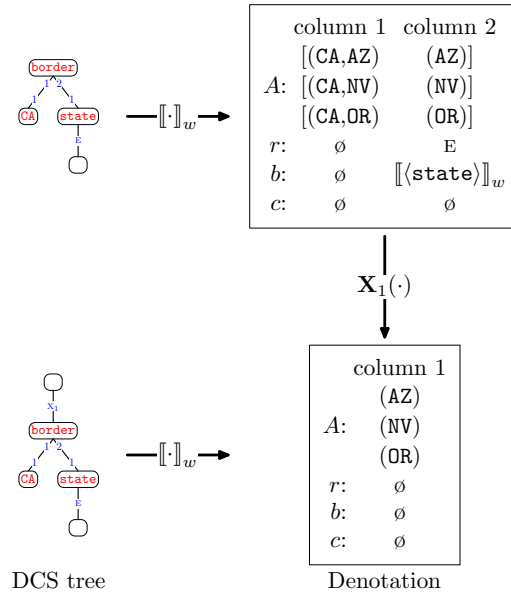 column 1 column 2
[(CA,AZ) (AZ)]
A: [(CA,NV) (NV)]
[(CA,OR) (OR)]
r: ø E
b: ø ⟦⟨state⟩⟧w
c: ø ø
border
1 2
1 1
CA state
E
⟦·⟧w
X1(·)
column 1
(AZ)
A: (NV)
(OR)
r: ø
b: ø
c: ø
X1
border
1 2
1 1
CA state
E
⟦·⟧w
DCS tree Denotation